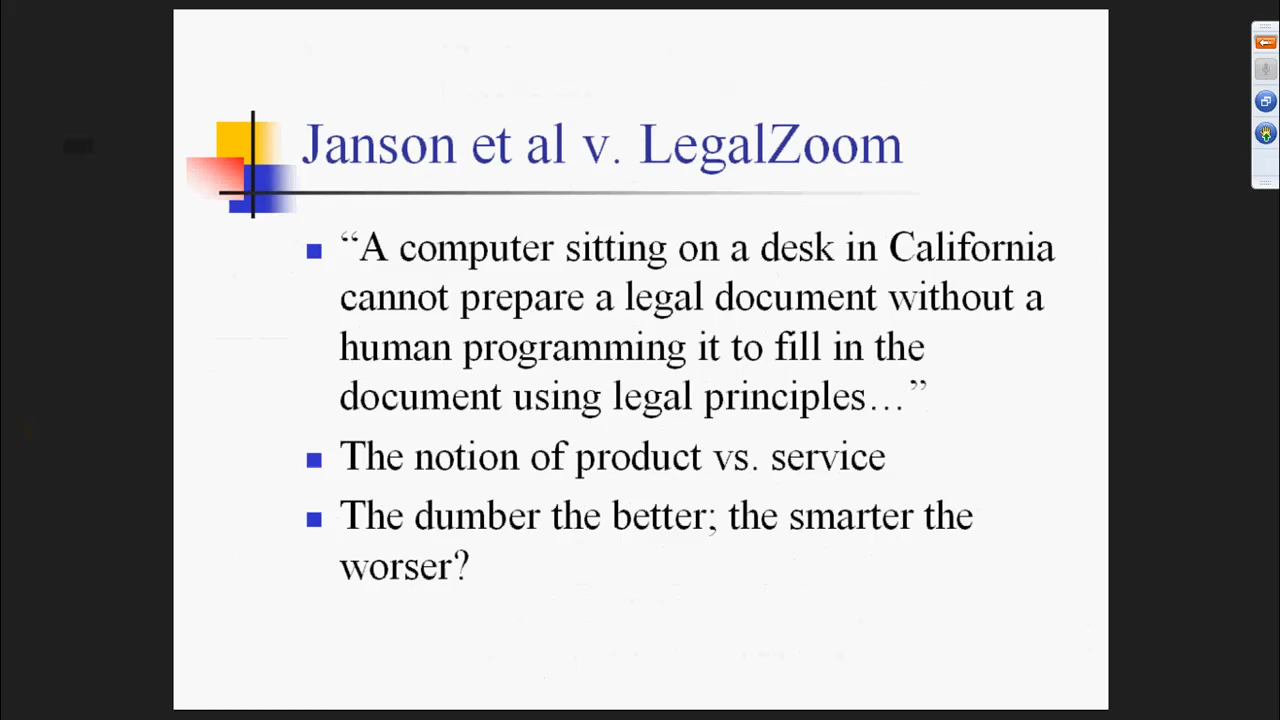 Janson et al v. LegalZoom
“A computer sitting on a desk in California
cannot prepare a legal document without a
human programming it to fill in the
document using legal principles…”
The notion of product vs. service
The dumber the better; the smarter the
worser?